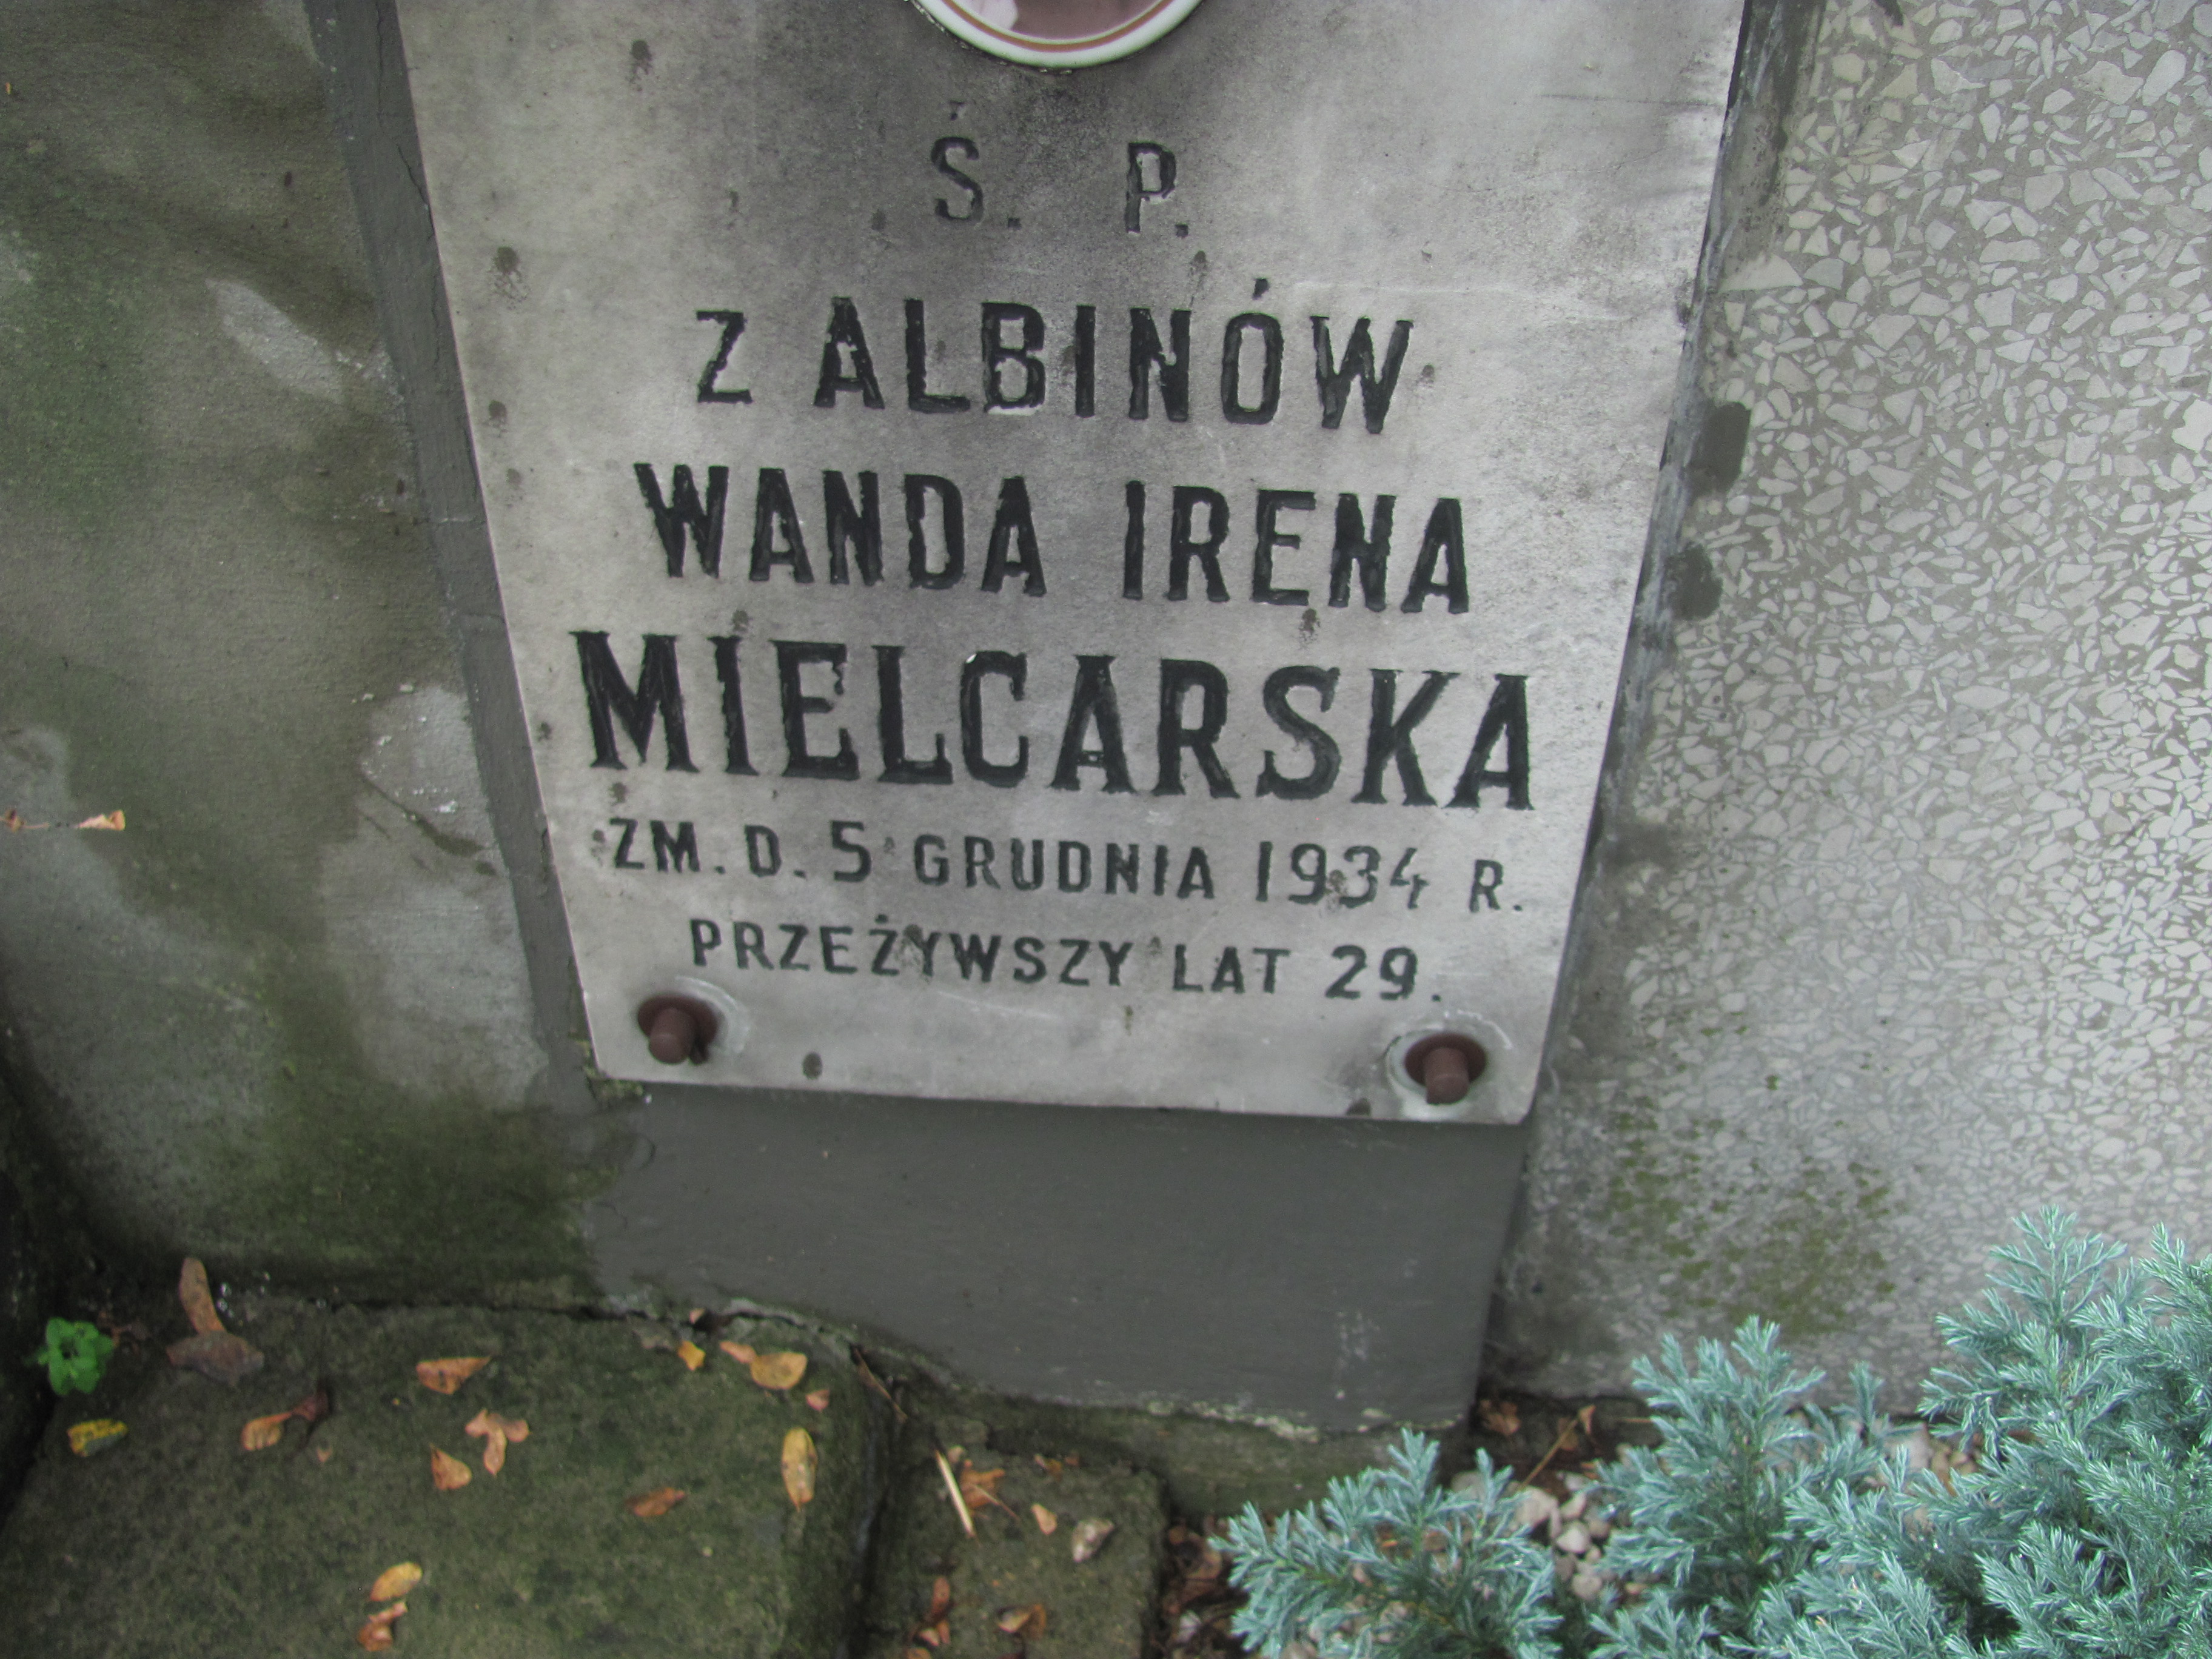 Ś. P.
Z ALBINÓW
WANDA IRENA
MIELCARSKA
ZM. D. 5 GRUDNIA 1934 R.
PRZEŻYWSZY LAT 29.